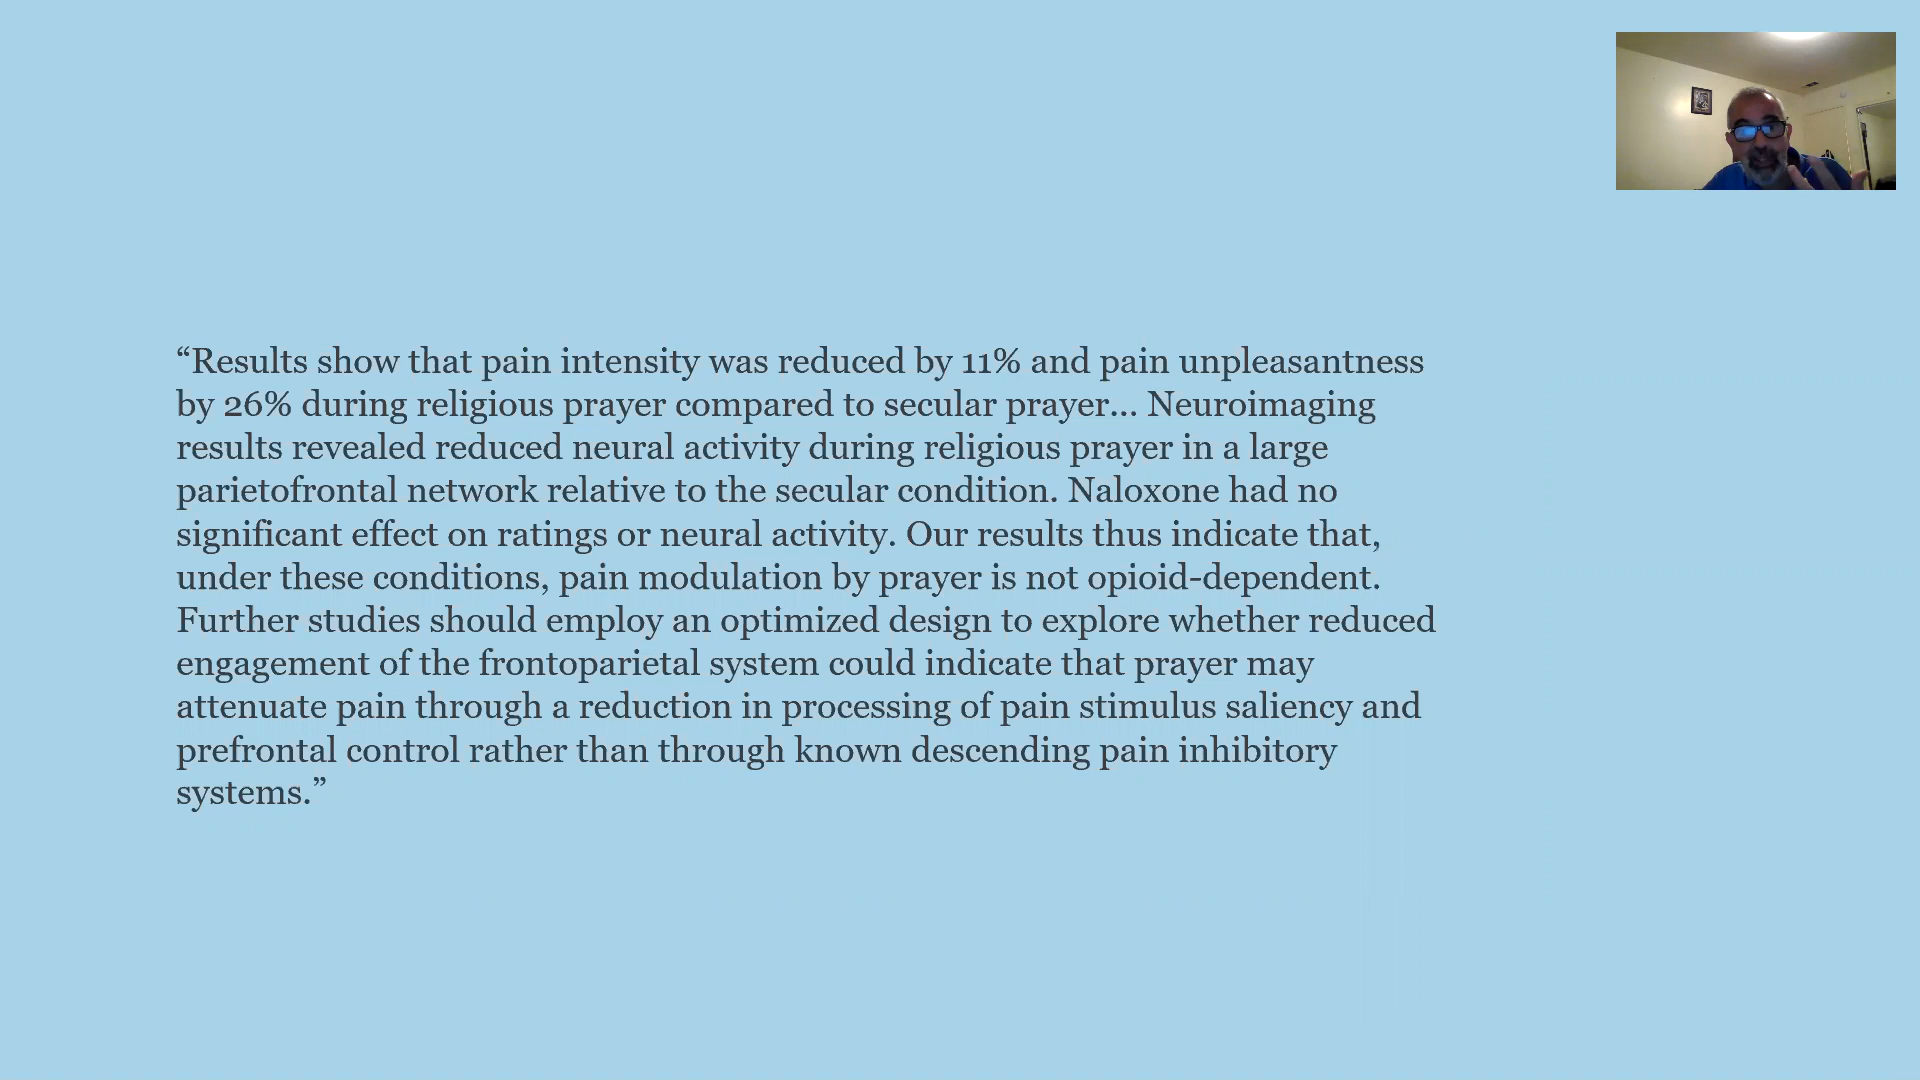 “Results show that pain intensity was reduced by 11% and pain unpleasantness
by 26% during religious prayer compared to secular prayer... Neuroimaging
results revealed reduced neural activity during religious prayer in a large
parietofrontal network relative to the secular condition. Naloxone had no
significant effect on ratings or neural activity. Our results thus indicate that,
under these conditions, pain modulation by prayer is not opioid-dependent.
Further studies should employ an optimized design to explore whether reduced
engagement of the frontoparietal system could indicate that prayer may
attenuate pain through a reduction in processing of pain stimulus saliency and
prefrontal control rather than through known descending pain inhibitory
systems.”